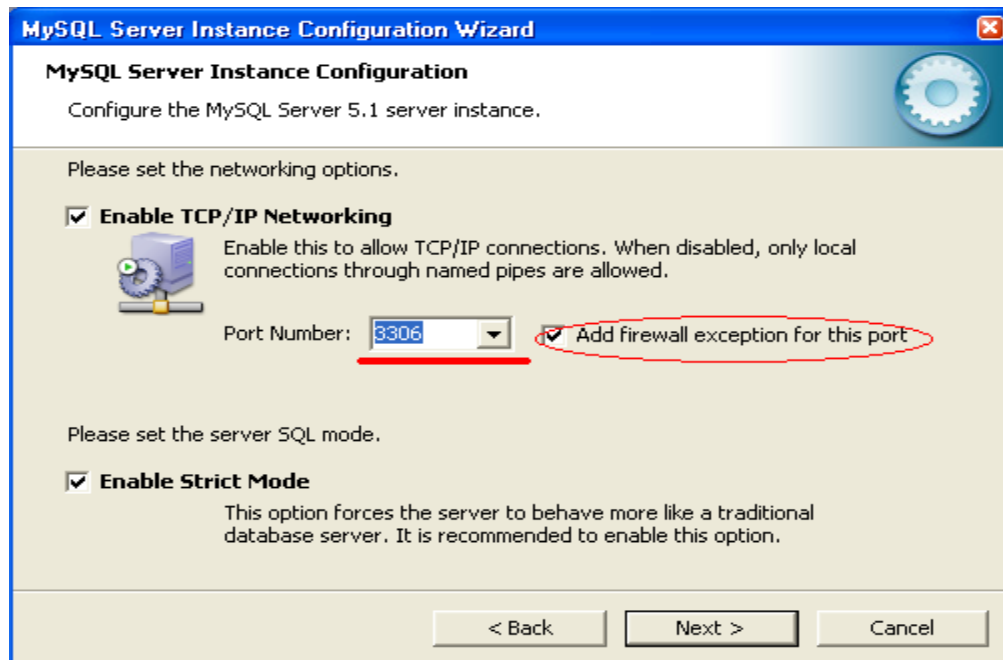 MySQL Server Instance Configuration Wizard
MySQL Server Instance Configuration
Configure the MySQL Server 5.1 server instance.
Please set the networking options.
Enable TCP/IP Networking
Enable this to allow TCP/IP connections. When disabled, only local
connections through named pipes are allowed.
Port Number: 3306 Add firewall exception for this port
Please set the server SQL mode.
Enable Strict Mode
This option forces the server to behave more like a traditional
database server. It is recommended to enable this option.
< Back Next > Cancel